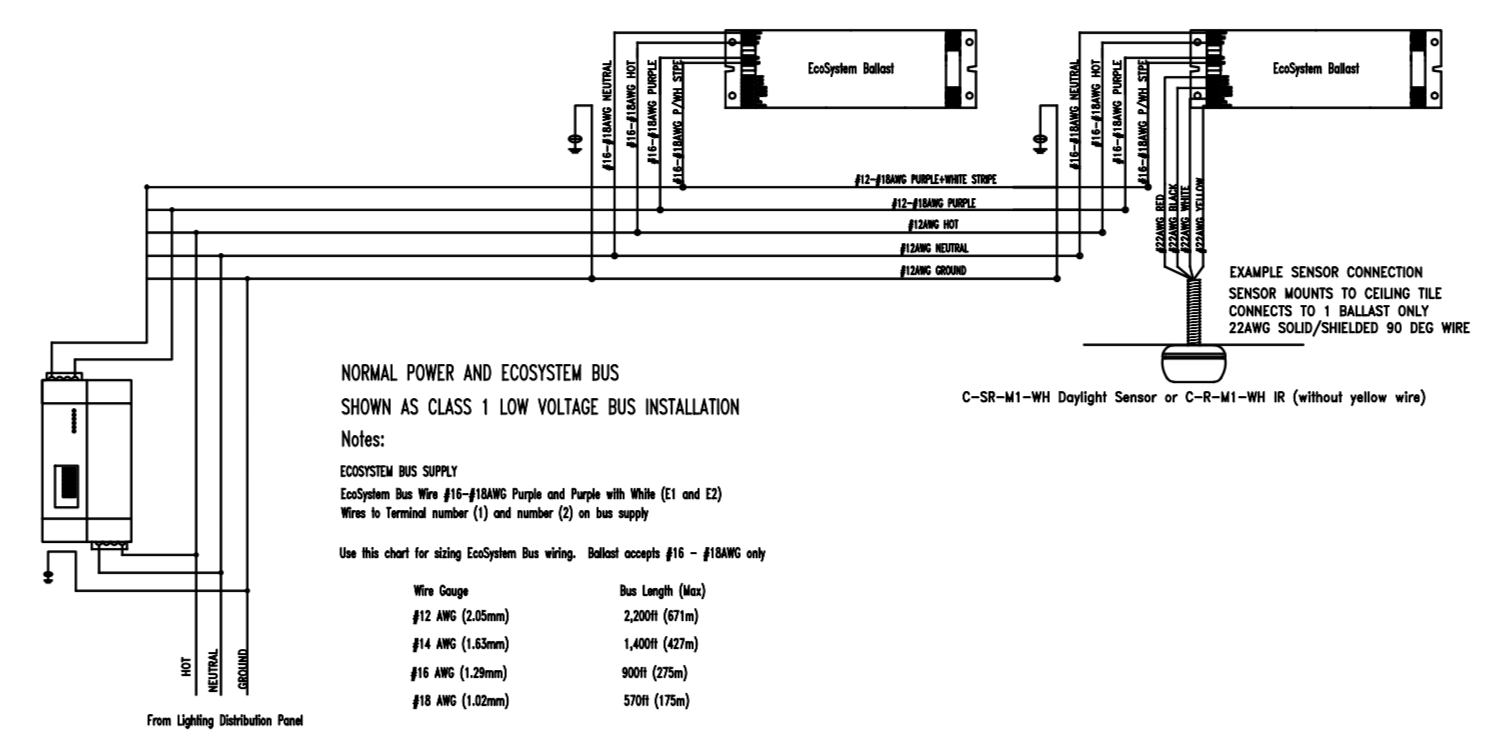 EcoSystem Ballast
EcoSystem Ballast
#16-#18AWG NEUTRAL
#16-#18AWG HOT
#16-#18AWG PURPLE
#16-#18AWG P/WH STPE
#16-#18AWG NEUTRAL
#16-#18AWG HOT
#16-#18AWG PURPLE
#16-#18AWG P/WH STPE
#12-#18AWG PURPLE+WHITE STRIPE
#12-#18AWG PURPLE
#12AWG HOT
#12AWG NEUTRAL
#12AWG GROUND
#22AWG RED
#22AWG BLACK
#22AWG WHITE
#22AWG YELLOW
EXAMPLE SENSOR CONNECTION
SENSOR MOUNTS TO CEILING TILE
CONNECTS TO 1 BALLAST ONLY
22AWG SOLID/SHIELDED 90 DEG WIRE
C-SR-M1-WH Daylight Sensor or C-R-M1-WH IR (without yellow wire)
NORMAL POWER AND ECOSYSTEM BUS
SHOWN AS CLASS 1 LOW VOLTAGE BUS INSTALLATION
Notes:
ECOSYSTEM BUS SUPPLY
EcoSystem Bus Wire #16-#18AWG Purple and Purple with White (E1 and E2)
Wires to Terminal number (1) and number (2) on bus supply
Use this chart for sizing EcoSystem Bus wiring. Ballast accepts #16 - #18AWG only
Wire Gauge Bus Length (Max)
#12 AWG (2.05mm) 2,200ft (671m)
#14 AWG (1.63mm) 1,400ft (427m)
#16 AWG (1.29mm) 900ft (275m)
#18 AWG (1.02mm) 570ft (175m)
HOT
NEUTRAL
GROUND
From Lighting Distribution Panel